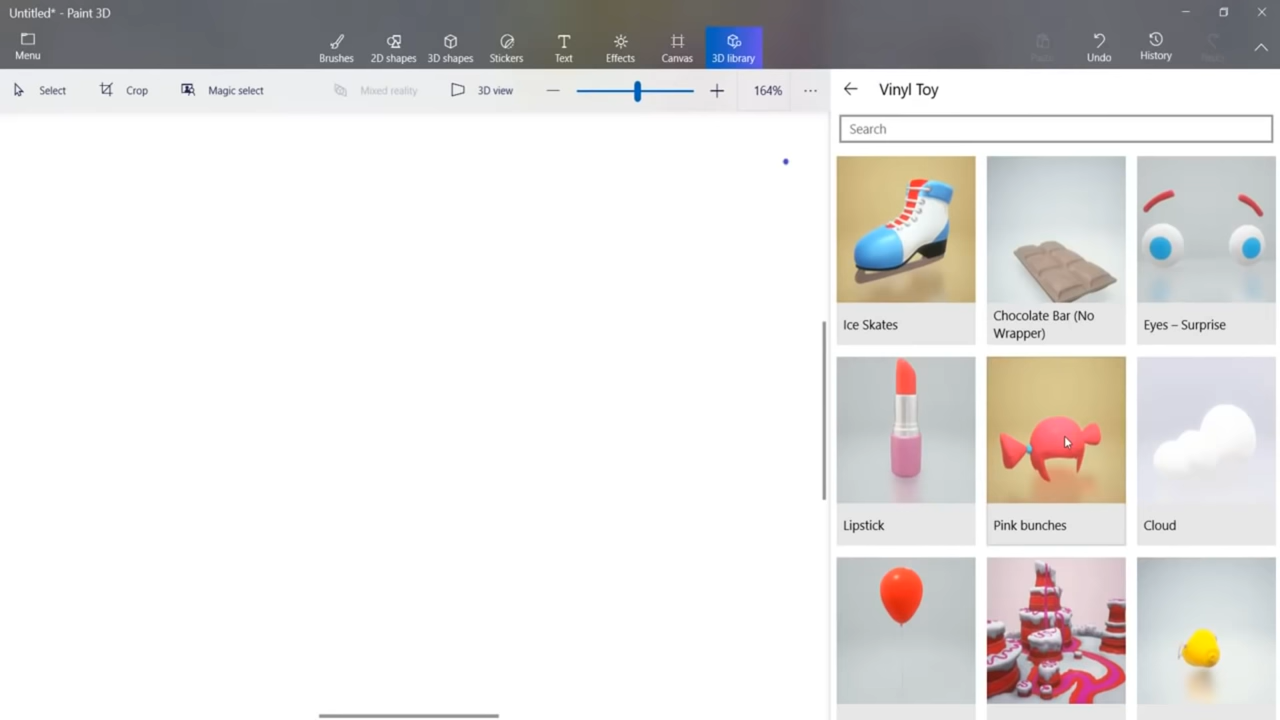 Untitled* - Paint 3D
Menu
Brushes
2D shapes
3D shapes
Stickers
Text
Effects
Canvas
3D library
Paste
Undo
History
Redo
Select
Crop
Magic select
Mixed reality
3D view
164%
Vinyl Toy
Search
Ice Skates
Chocolate Bar (No
Wrapper)
Eyes – Surprise
Lipstick
Pink bunches
Cloud